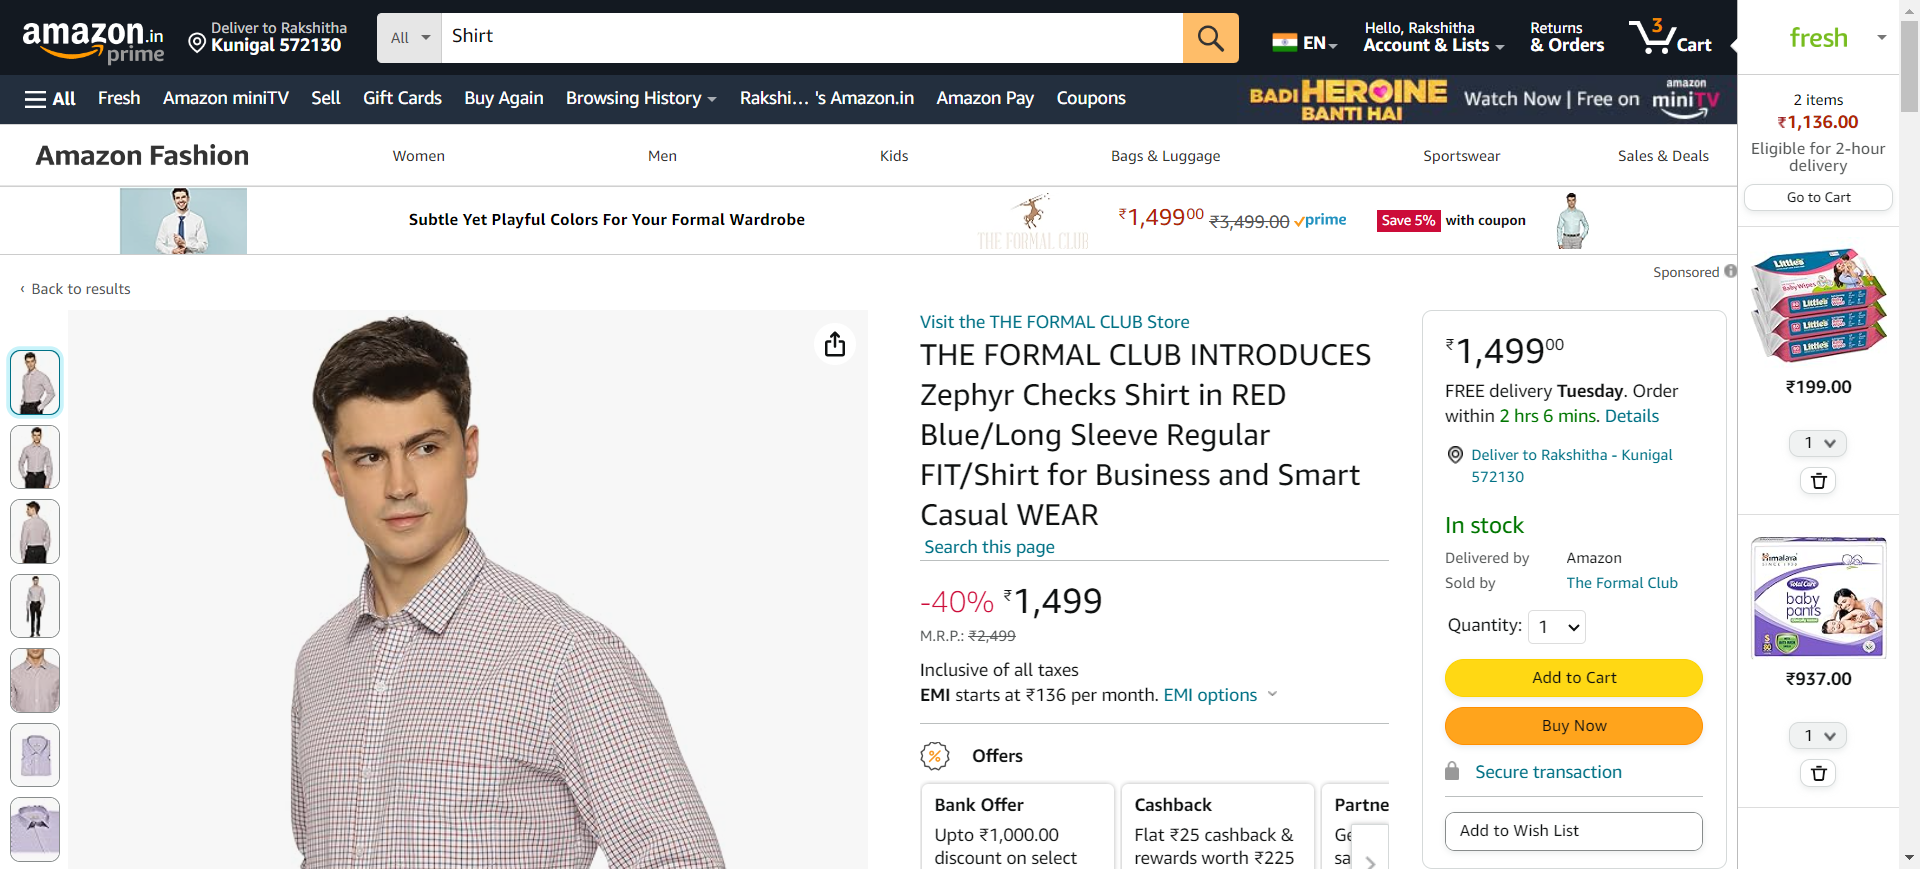 amazon.in
prime
Deliver to Rakshitha
Kunigal 572130
All
Shirt
EN
Hello, Rakshitha
Account & Lists
Returns
& Orders
3
Cart
fresh
All
Fresh
Amazon miniTV
Sell
Gift Cards
Buy Again
Browsing History
Rakshi... 's Amazon.in
Amazon Pay
Coupons
BADI HEROINE
BANTI HAI
Watch Now | Free on
amazon
miniTV
2 items
₹1,136.00
Eligible for 2-hour
delivery
Go to Cart
Amazon Fashion
Women
Men
Kids
Bags & Luggage
Sportswear
Sales & Deals
Subtle Yet Playful Colors For Your Formal Wardrobe
THE FORMAL CLUB
₹1,499.00 ₹3,499.00 prime
Save 5% with coupon
Sponsored
‹ Back to results
Visit the THE FORMAL CLUB Store
THE FORMAL CLUB INTRODUCES
Zephyr Checks Shirt in RED
Blue/Long Sleeve Regular
FIT/Shirt for Business and Smart
Casual WEAR
Search this page
-40% ₹1,499
M.R.P.: ₹2,499
Inclusive of all taxes
EMI starts at ₹136 per month. EMI options
% Offers
Bank Offer
Upto ₹1,000.00
discount on select
Cashback
Flat ₹25 cashback &
rewards worth ₹225
Partne
Ge
sa
₹1,499 00
FREE delivery Tuesday. Order
within 2 hrs 6 mins. Details
Deliver to Rakshitha - Kunigal
572130
In stock
Delivered by Amazon
Sold by The Formal Club
Quantity: 1
Add to Cart
Buy Now
Secure transaction
Add to Wish List
Little's
Baby Wipes
Little's
Little's
Little's
₹199.00
1
Himalaya
SINCE 1930
Total Care
baby
pants
₹937.00
1